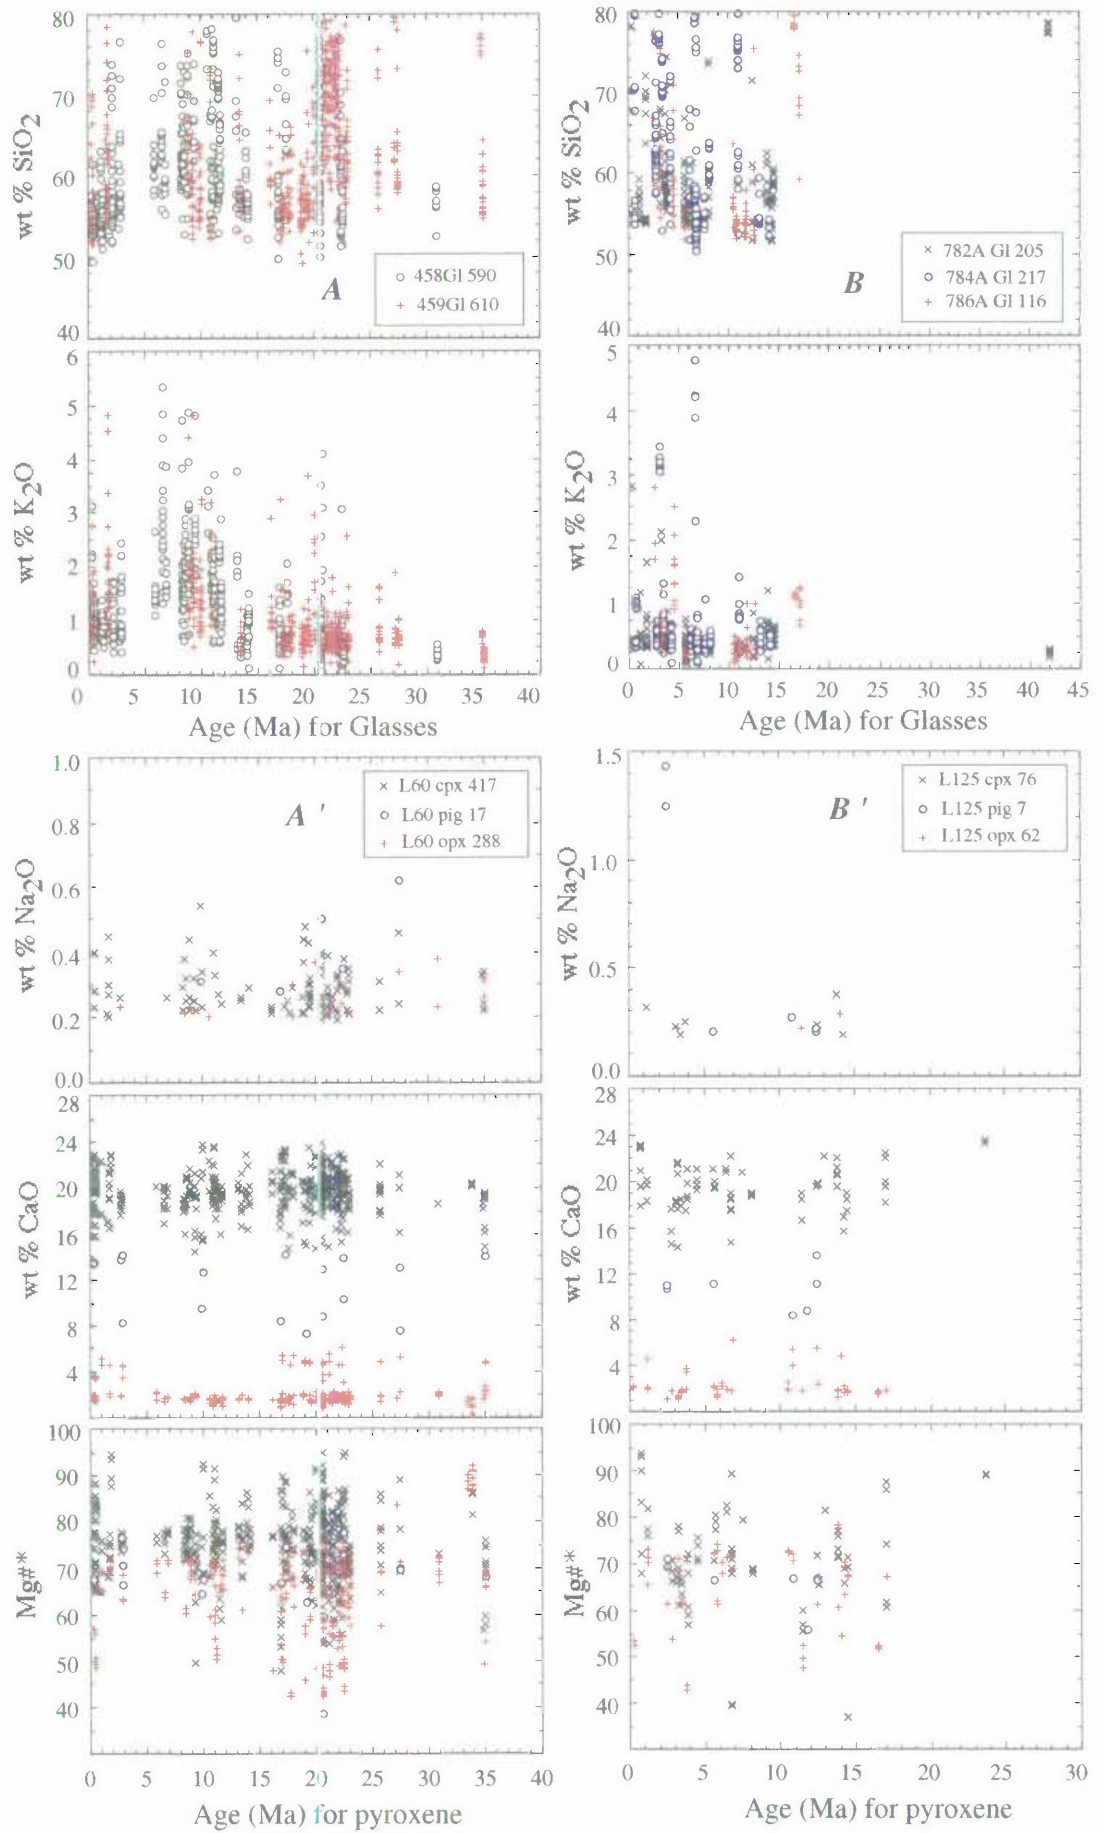 80
70
60
50
40
wt % SiO2
A
458Gl 590
459Gl 610
6
5
4
3
2
1
0
wt % K2O
0 5 10 15 20 25 30 35 40
Age (Ma) for Glasses
80
70
60
50
40
wt % SiO2
B
782A Gl 205
784A Gl 217
786A Gl 116
5
4
3
2
1
0
wt % K2O
0 5 10 15 20 25 30 35 40 45
Age (Ma) for Glasses
1.0
0.8
0.6
0.4
0.2
0.0
wt % Na2O
A '
L60 cpx 417
L60 pig 17
L60 opx 288
28
24
20
16
12
8
4
wt % CaO
100
90
80
70
60
50
40
Mg#*
0 5 10 15 20 25 30 35 40
Age (Ma) for pyroxene
1.5
1.0
0.5
0.0
wt % Na2O
B '
L125 cpx 76
L125 pig 7
L125 opx 62
28
24
20
16
12
8
4
wt % CaO
100
90
80
70
60
50
40
Mg#*
0 5 10 15 20 25 30
Age (Ma) for pyroxene